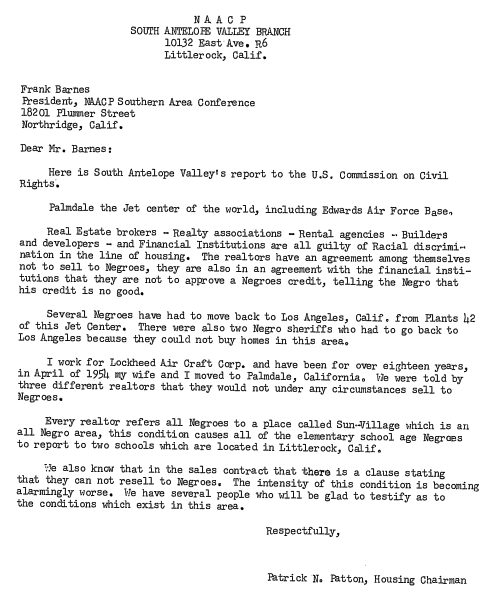 N A A C P
SOUTH ANTELOPE VALLEY BRANCH
10132 East Ave. R6
Littlerock, Calif.
Frank Barnes
President, NAACP Southern Area Conference
18201 Plummer Street
Northridge, Calif.
Dear Mr. Barnes:
Here is South Antelope Valley's report to the U.S. Commission on Civil
Rights.
Palmdale the Jet center of the world, including Edwards Air Force Base.
Real Estate brokers - Realty associations - Rental agencies - Builders
and developers - and Financial Institutions are all guilty of Racial discrimi-
nation in the line of housing. The realtors have an agreement among themselves
not to sell to Negroes, they are also in an agreement with the financial insti-
tutions that they are not to approve a Negroes credit, telling the Negro that
his credit is no good.
Several Negroes have had to move back to Los Angeles, Calif. from Plants 42
of this Jet Center. There were also two Negro sheriffs who had to go back to
Los Angeles because they could not buy homes in this area.
I work for Lockheed Air Craft Corp. and have been for over eighteen years,
in April of 1954 my wife and I moved to Palmdale, California. We were told by
three different realtors that they would not under any circumstances sell to
Negroes.
Every realtor refers all Negroes to a place called Sun-Village which is an
all Negro area, this condition causes all of the elementary school age Negroes
to report to two schools which are located in Littlerock, Calif.
We also know that in the sales contract that there is a clause stating
that they can not resell to Negroes. The intensity of this condition is becoming
alarmingly worse. We have several people who will be glad to testify as to
the conditions which exist in this area.
Respectfully,
Patrick N. Patton, Housing Chairman